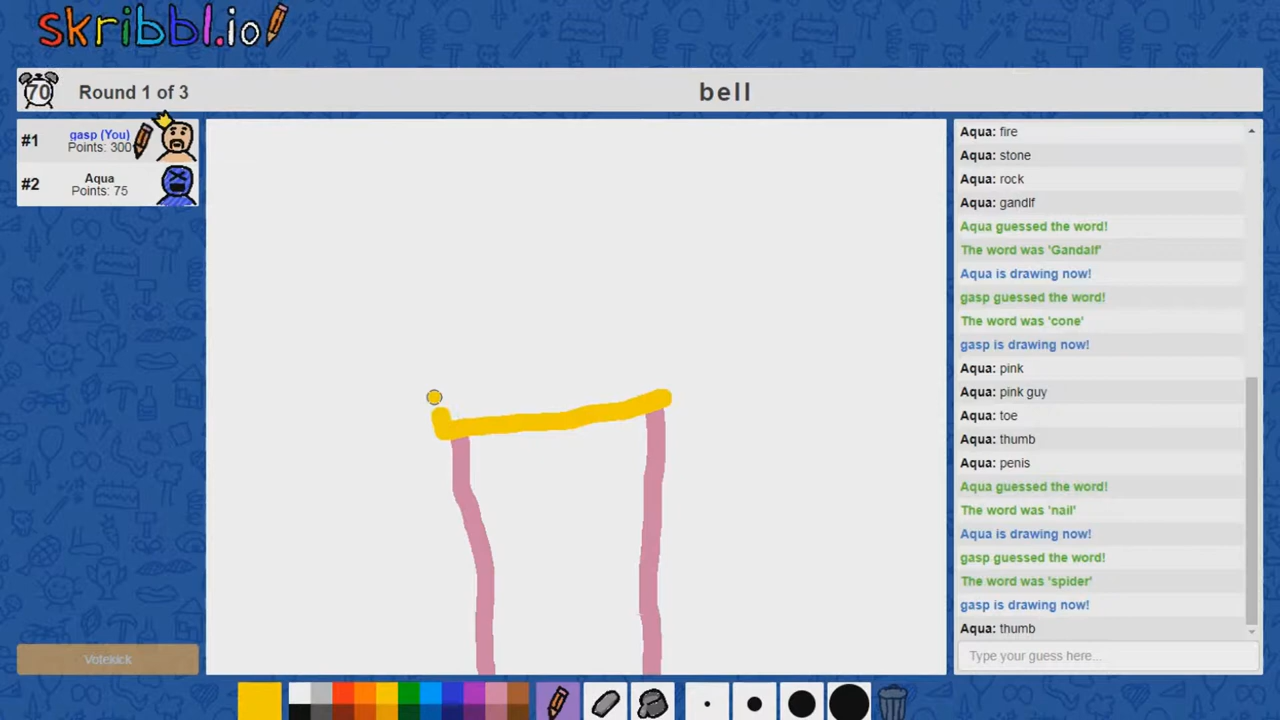 skribbl.io
70
Round 1 of 3
bell
#1
gasp (You)
Points: 300
#2
Aqua
Points: 75
Aqua: fire
Aqua: stone
Aqua: rock
Aqua: gandlf
Aqua guessed the word!
The word was 'Gandalf'
Aqua is drawing now!
gasp guessed the word!
The word was 'cone'
gasp is drawing now!
Aqua: pink
Aqua: pink guy
Aqua: toe
Aqua: thumb
Aqua: penis
Aqua guessed the word!
The word was 'nail'
Aqua is drawing now!
gasp guessed the word!
The word was 'spider'
gasp is drawing now!
Aqua: thumb
Type your guess here...
Votekick